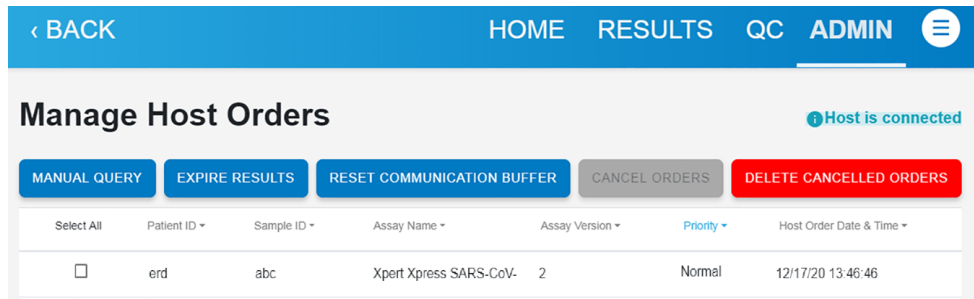 ‹ BACK HOME RESULTS QC ADMIN
Manage Host Orders
Host is connected
MANUAL QUERY EXPIRE RESULTS RESET COMMUNICATION BUFFER CANCEL ORDERS DELETE CANCELLED ORDERS
Select All Patient ID Sample ID Assay Name Assay Version Priority Host Order Date & Time
erd abc Xpert Xpress SARS-CoV- 2 Normal 12/17/20 13:46:46